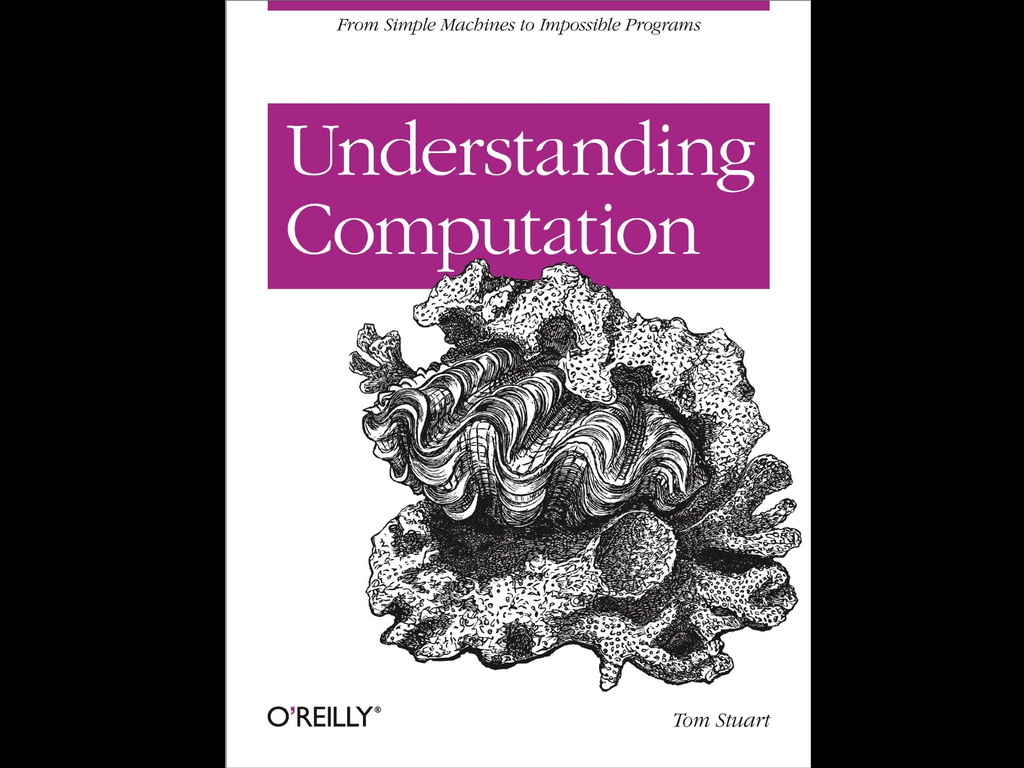 From Simple Machines to Impossible Programs
Understanding
Computation
O'REILLY®
Tom Stuart